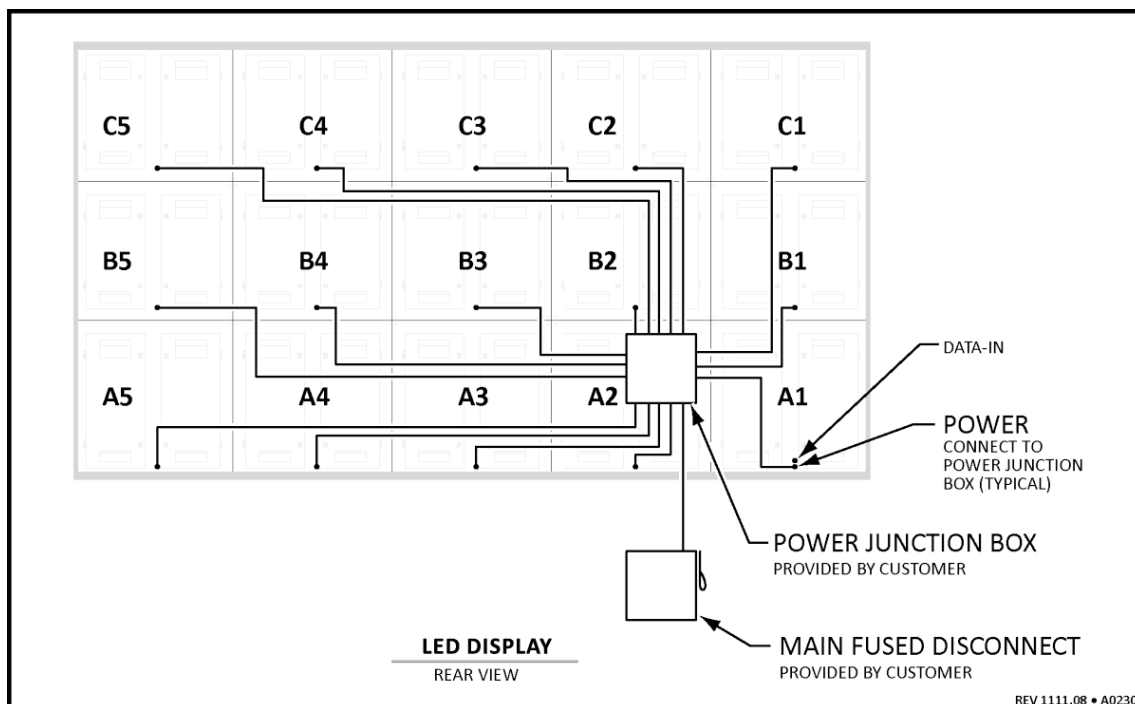 C5 C4 C3 C2 C1
B5 B4 B3 B2 B1
A5 A4 A3 A2 A1
DATA-IN
POWER
CONNECT TO
POWER JUNCTION
BOX (TYPICAL)
POWER JUNCTION BOX
PROVIDED BY CUSTOMER
MAIN FUSED DISCONNECT
PROVIDED BY CUSTOMER
LED DISPLAY
REAR VIEW
REV 1111.08 • A0230